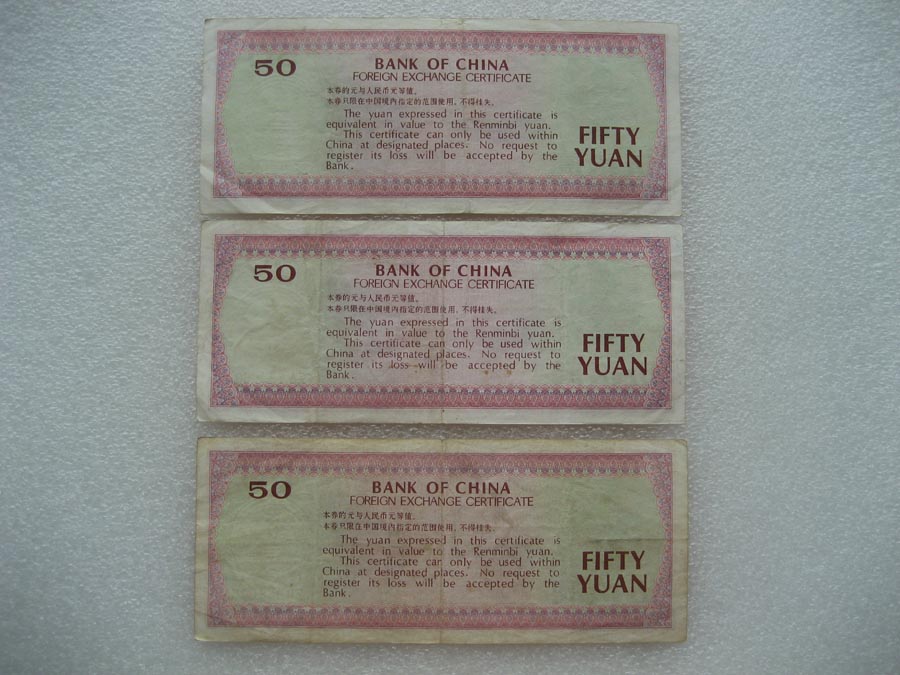 50
BANK OF CHINA
FOREIGN EXCHANGE CERTIFICATE
本券的元与人民币元等值。
本券只限在中国境内指定的范围使用，不得挂失。
The yuan expressed in this certificate is
equivalent in value to the Renminbi yuan.
This certificate can only be used within
China at designated places. No request to
register its loss will be accepted by the
Bank.
FIFTY
YUAN
50
BANK OF CHINA
FOREIGN EXCHANGE CERTIFICATE
本券的元与人民币元等值。
本券只限在中国境内指定的范围使用，不得挂失。
The yuan expressed in this certificate is
equivalent in value to the Renminbi yuan.
This certificate can only be used within
China at designated places. No request to
register its loss will be accepted by the
Bank.
FIFTY
YUAN
50
BANK OF CHINA
FOREIGN EXCHANGE CERTIFICATE
本券的元与人民币元等值。
本券只限在中国境内指定的范围使用，不得挂失。
The yuan expressed in this certificate is
equivalent in value to the Renminbi yuan.
This certificate can only be used within
China at designated places. No request to
register its loss will be accepted by the
Bank.
FIFTY
YUAN